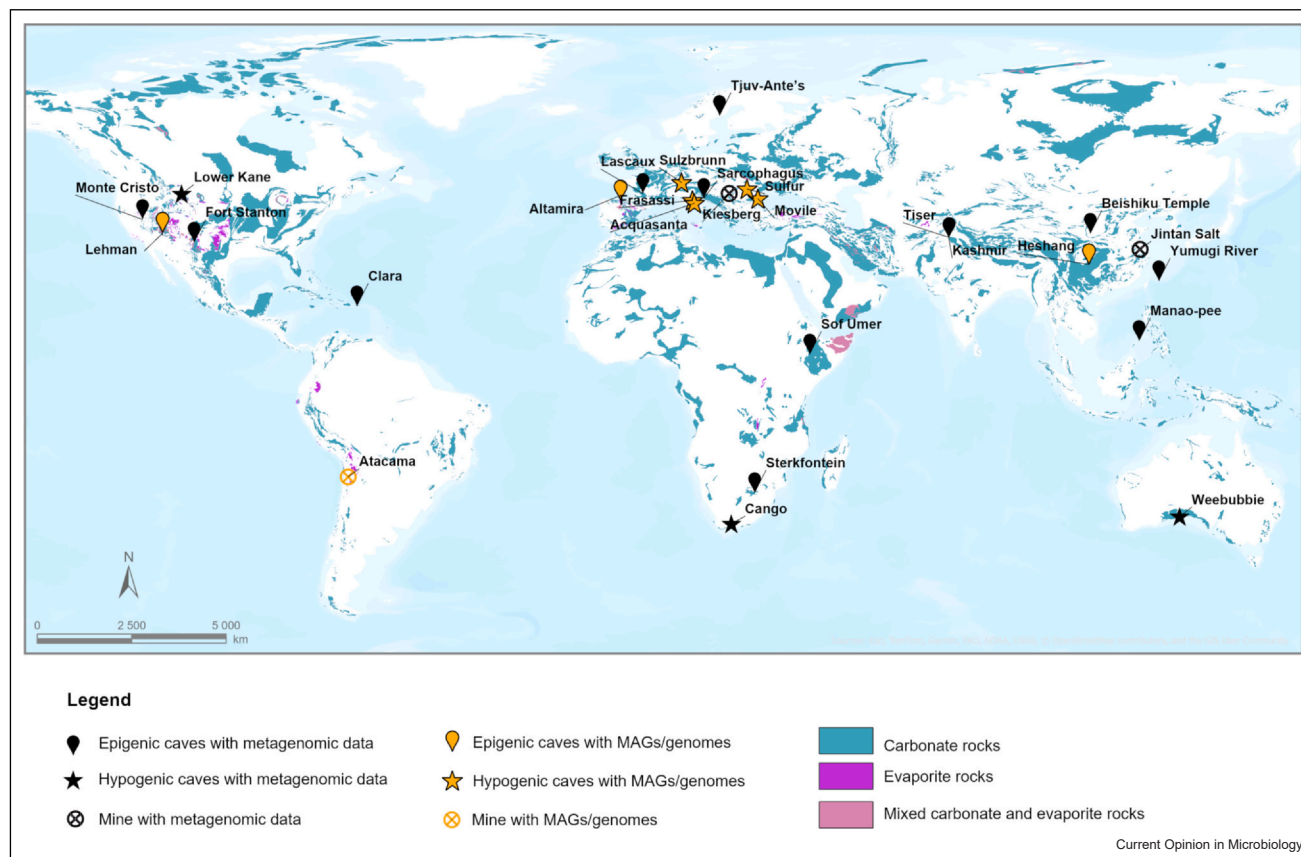 Tjuv-Ante's
Lascaux Sulzbrunn
Sarcophagus
Lower Kane
Monte Cristo
Sulfur
Frasassi
Altamira
Kiesberg
Movile
Fort Stanton
Acquasanta
Tiser
Beishiku Temple
Lehman
Kashmir
Heshang
Jintan Salt
Yumugi River
Clara
Manao-pee
Sof Umer
Atacama
Sterkfontein
Cango
Weebubbie
N
0 2 500 5 000
km
Legend
Epigenic caves with metagenomic data
Epigenic caves with MAGs/genomes
Carbonate rocks
Hypogenic caves with metagenomic data
Hypogenic caves with MAGs/genomes
Evaporite rocks
Mine with metagenomic data
Mine with MAGs/genomes
Mixed carbonate and evaporite rocks
Current Opinion in Microbiology